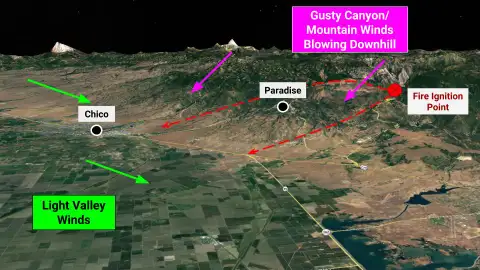 Gusty Canyon/
Mountain Winds
Blowing Downhill
Paradise
Fire Ignition
Point
Chico
Light Valley
Winds